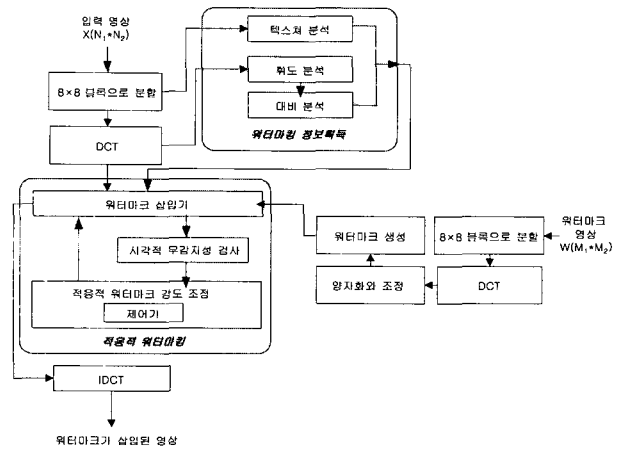 입력 영상
X(N₁*N₂)
8×8 블록으로 분할
DCT
텍스쳐 분석
휘도 분석
대비 분석
워터마킹 정보획득
워터마크 삽입기
시각적 무감지성 검사
적응적 워터마크 강도 조정
제어기
적응적 워터마킹
워터마크 생성
8×8 블록으로 분할
워터마크
영상
W(M₁*M₂)
양자화와 조정
DCT
IDCT
워터마크가 삽입된 영상